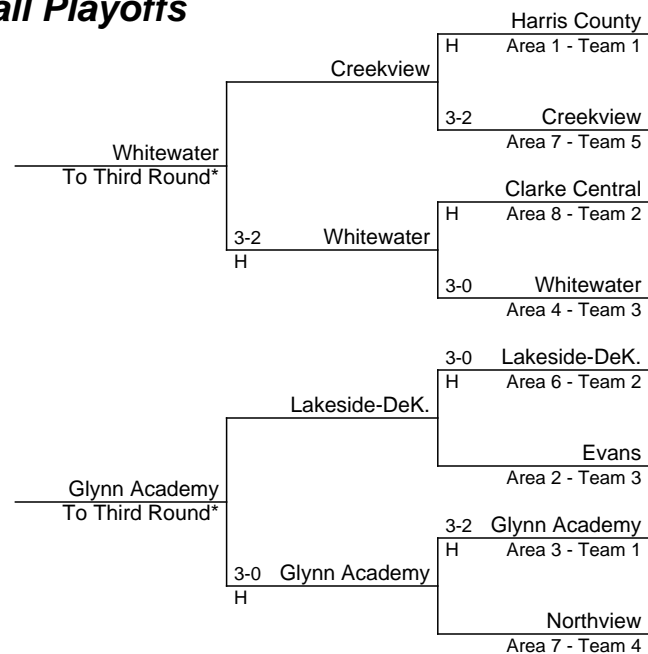 all Playoffs
Harris County
H Area 1 - Team 1
Creekview
3-2 Creekview
Area 7 - Team 5
Whitewater
To Third Round*
Clarke Central
H Area 8 - Team 2
3-2 Whitewater
H
3-0 Whitewater
Area 4 - Team 3
3-0 Lakeside-DeK.
H Area 6 - Team 2
Lakeside-DeK.
Evans
Area 2 - Team 3
Glynn Academy
To Third Round*
3-2 Glynn Academy
H Area 3 - Team 1
3-0 Glynn Academy
H
Northview
Area 7 - Team 4